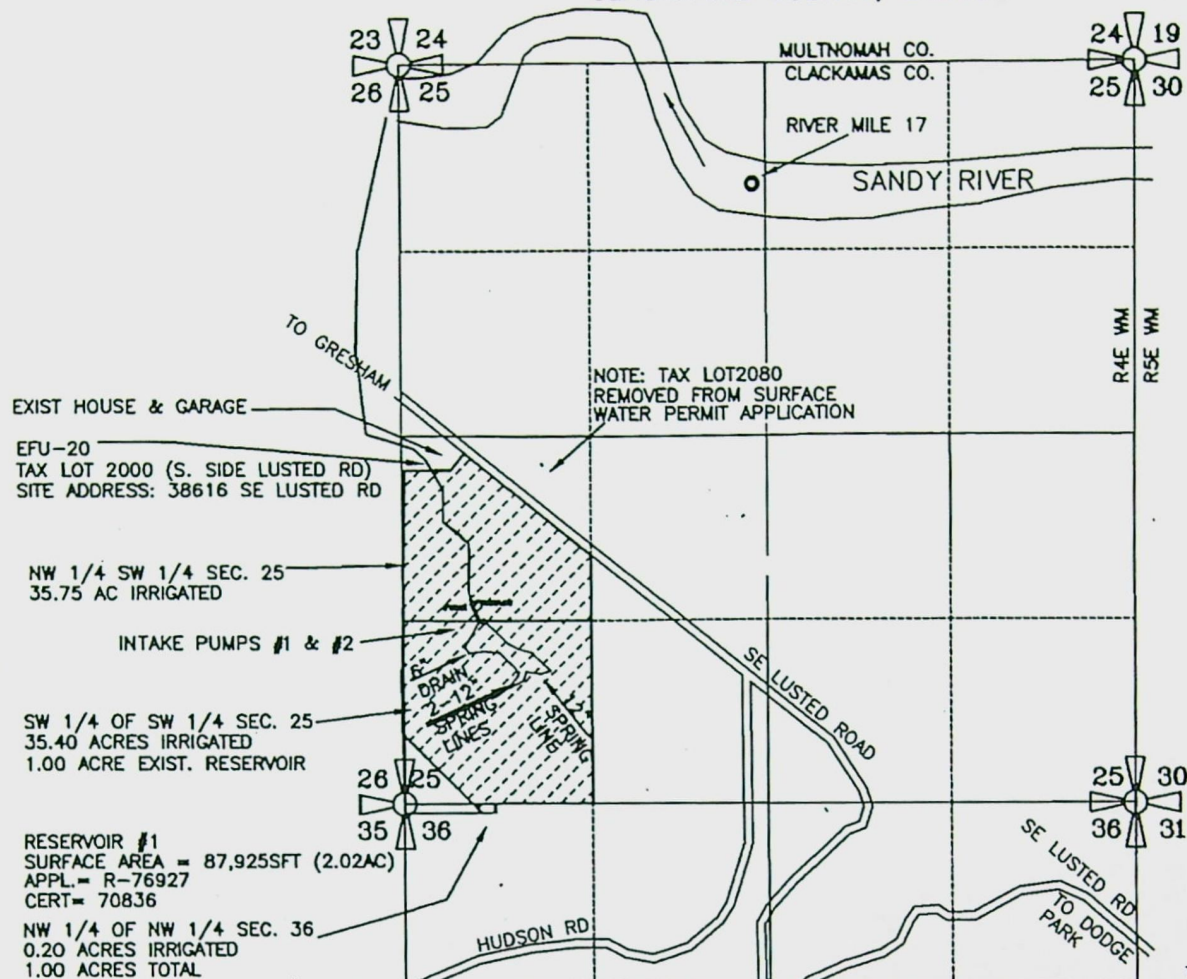 23 24
26 25
MULTNOMAH CO.
CLACKAMAS CO.
24 19
25 30
RIVER MILE 17
SANDY RIVER
R4E WM
R5E WM
TO GRESHAM
NOTE: TAX LOT2080
REMOVED FROM SURFACE
WATER PERMIT APPLICATION
EXIST HOUSE & GARAGE
EFU-20
TAX LOT 2000 (S. SIDE LUSTED RD)
SITE ADDRESS: 38616 SE LUSTED RD
NW 1/4 SW 1/4 SEC. 25
35.75 AC IRRIGATED
INTAKE PUMPS #1 & #2
6"
DRAIN
2-12"
SPRING
LINES
12"
SPRING
LINE
SE LUSTED ROAD
SW 1/4 OF SW 1/4 SEC. 25
35.40 ACRES IRRIGATED
1.00 ACRE EXIST. RESERVOIR
26 25
35 36
25 30
36 31
RESERVOIR #1
SURFACE AREA = 87,925SFT (2.02AC)
APPL.= R-76927
CERT= 70836
NW 1/4 OF NW 1/4 SEC. 36
0.20 ACRES IRRIGATED
1.00 ACRES TOTAL
HUDSON RD
SE LUSTED RD
TO DODGE
PARK